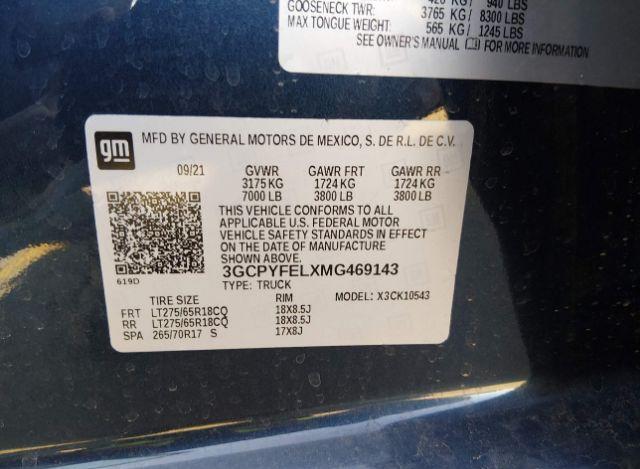 420 KG/ 940 LBS
GOOSENECK TWR: 3765 KG/ 8300 LBS
MAX TONGUE WEIGHT: 565 KG/ 1245 LBS
SEE OWNER'S MANUAL FOR MORE INFORMATION
gm
MFD BY GENERAL MOTORS DE MEXICO, S. DE R.L. DE C.V.
09/21 GVWR GAWR FRT GAWR RR
3175 KG 1724 KG 1724 KG
7000 LB 3800 LB 3800 LB
THIS VEHICLE CONFORMS TO ALL
APPLICABLE U.S. FEDERAL MOTOR
VEHICLE SAFETY STANDARDS IN EFFECT
ON THE DATE OF MANUFACTURE
SHOWN ABOVE.
619D 3GCPYFELXMG469143
TYPE: TRUCK
TIRE SIZE RIM MODEL: X3CK10543
FRT LT275/65R18CQ 18X8.5J
RR LT275/65R18CQ 18X8.5J
SPA 265/70R17 S 17X8J